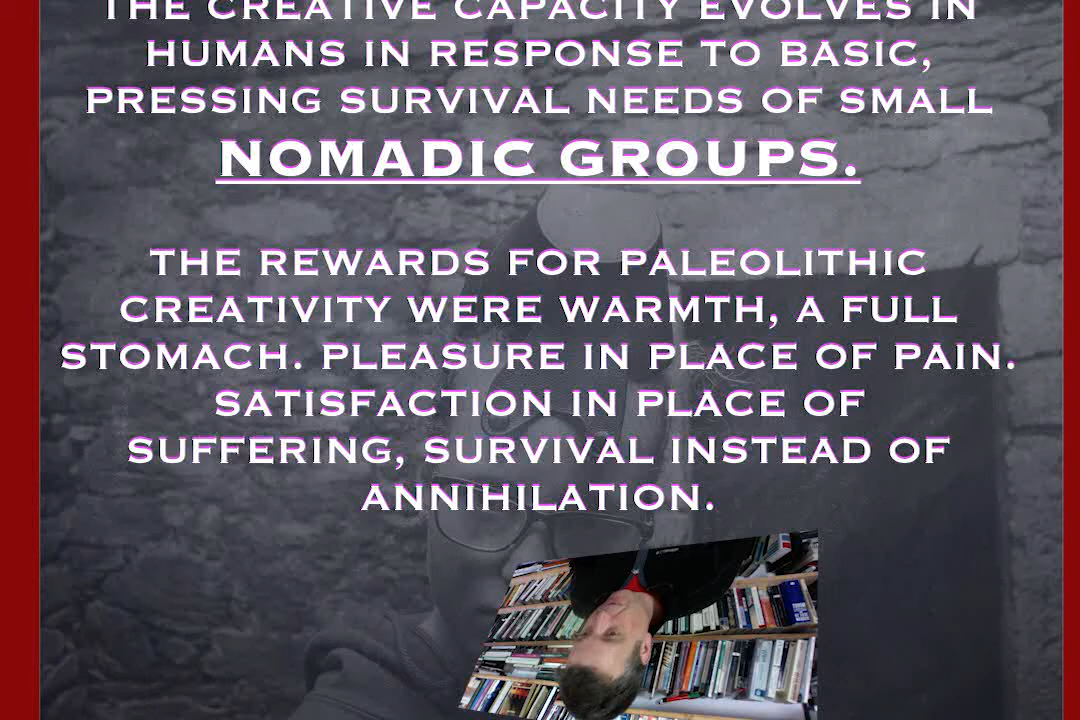 THE CREATIVE CAPACITY EVOLVES IN
HUMANS IN RESPONSE TO BASIC,
PRESSING SURVIVAL NEEDS OF SMALL
NOMADIC GROUPS.
THE REWARDS FOR PALEOLITHIC
CREATIVITY WERE WARMTH, A FULL
STOMACH. PLEASURE IN PLACE OF PAIN.
SATISFACTION IN PLACE OF
SUFFERING, SURVIVAL INSTEAD OF
ANNIHILATION.